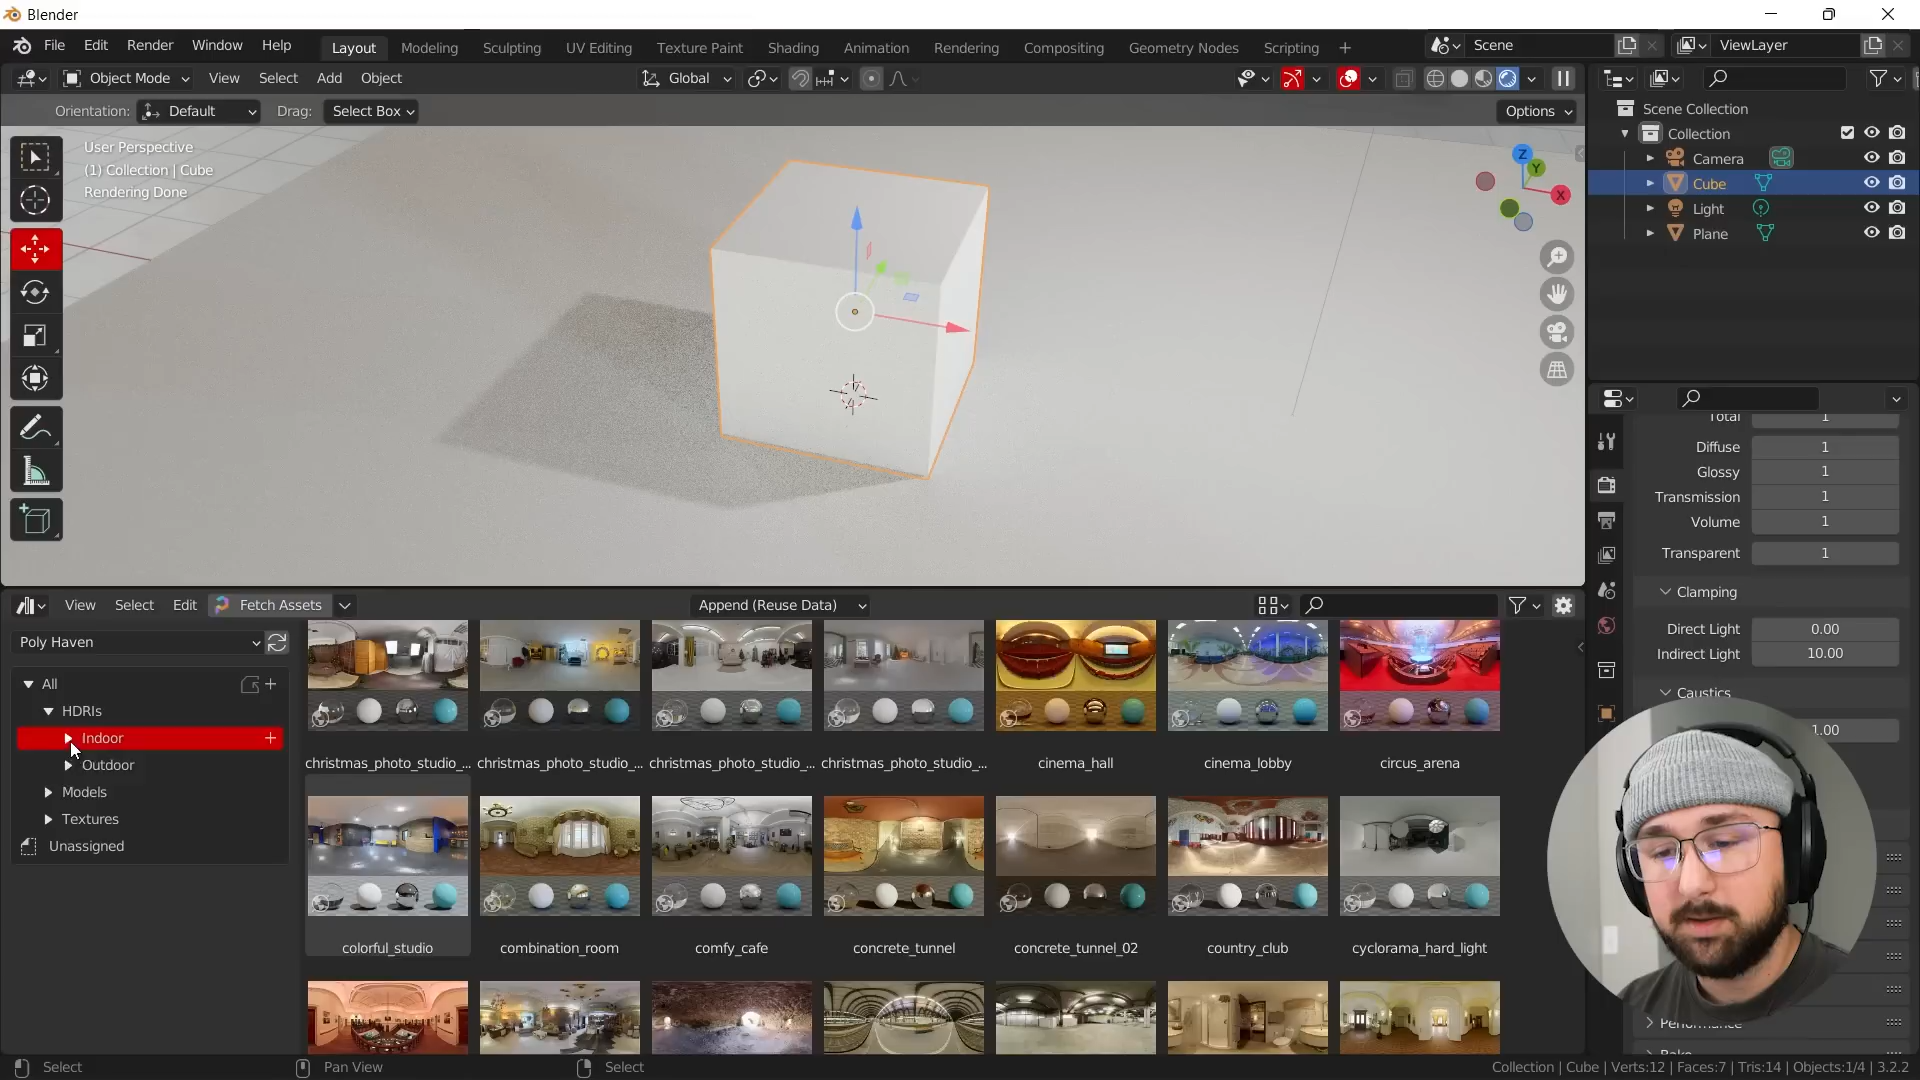 Blender
File Edit Render Window Help
Layout Modeling Sculpting UV Editing Texture Paint Shading Animation Rendering Compositing Geometry Nodes Scripting +
Scene
ViewLayer
Object Mode View Select Add Object
Global
Orientation: Default Drag: Select Box
Options
User Perspective
(1) Collection | Cube
Rendering Done
Z
Y
X
Scene Collection
Collection
Camera
Cube
Light
Plane
Total 1
Diffuse 1
Glossy 1
Transmission 1
Volume 1
Transparent 1
Clamping
Direct Light 0.00
Indirect Light 10.00
Caustics
1.00
Performance
Bake
View Select Edit Fetch Assets
Append (Reuse Data)
Poly Haven
All
HDRIs
Indoor
Outdoor
Models
Textures
Unassigned
christmas_photo_studio_... christmas_photo_studio_... christmas_photo_studio_... christmas_photo_studio_... cinema_hall cinema_lobby circus_arena
colorful_studio combination_room comfy_cafe concrete_tunnel concrete_tunnel_02 country_club cyclorama_hard_light
Select
Pan View
Select
Collection | Cube | Verts:12 | Faces:7 | Tris:14 | Objects:1/4 | 3.2.2